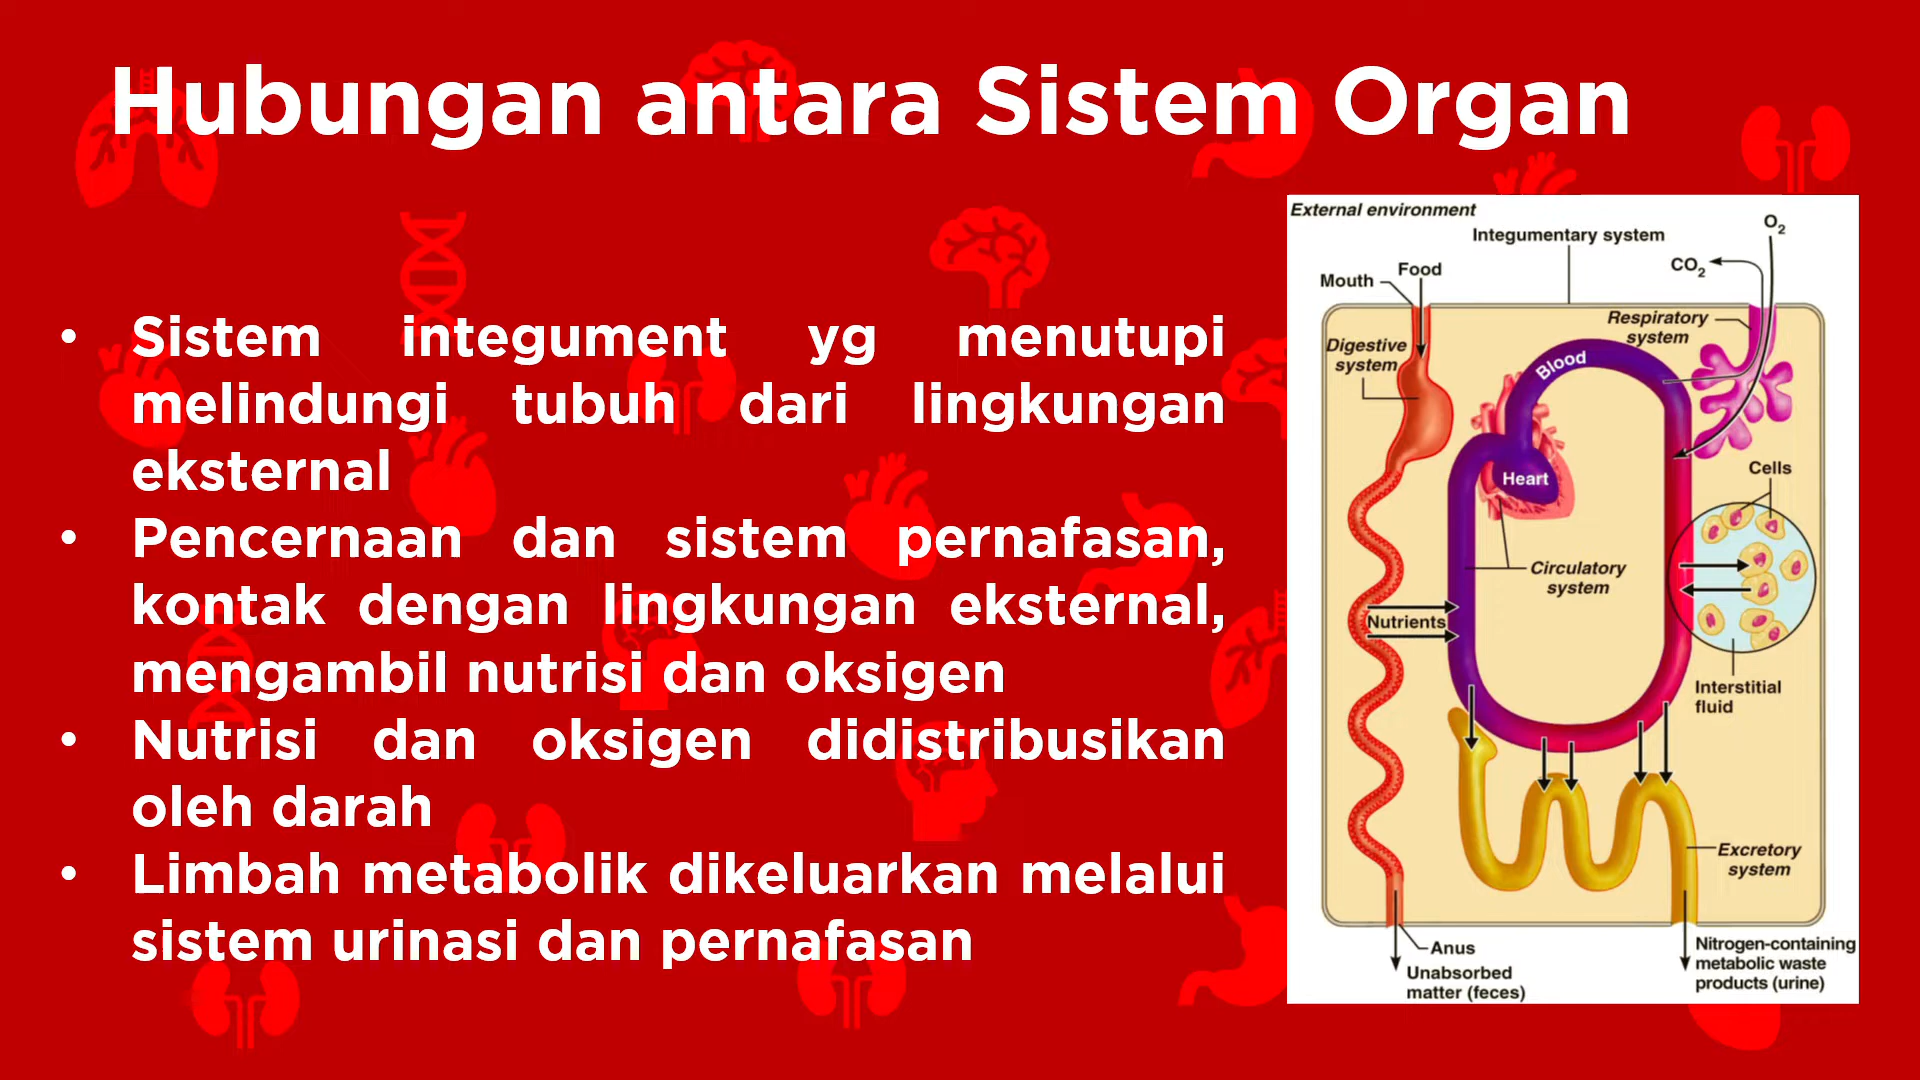 Hubungan antara Sistem Organ
• Sistem integument yg menutupi
melindungi tubuh dari lingkungan
eksternal
• Pencernaan dan sistem pernafasan,
kontak dengan lingkungan eksternal,
mengambil nutrisi dan oksigen
• Nutrisi dan oksigen didistribusikan
oleh darah
• Limbah metabolik dikeluarkan melalui
sistem urinasi dan pernafasan
External environment
Integumentary system
O2
CO2
Food
Mouth
Respiratory
system
Digestive
system
Blood
Heart
Cells
Circulatory
system
Nutrients
Interstitial
fluid
Excretory
system
Anus
Unabsorbed
matter (feces)
Nitrogen-containing
metabolic waste
products (urine)